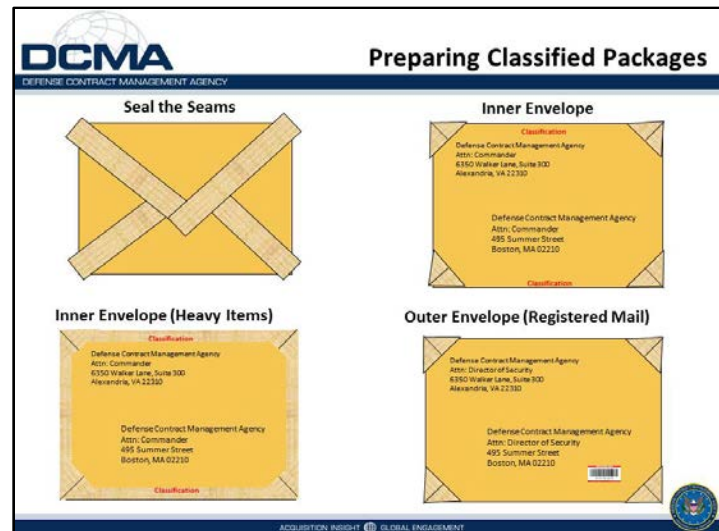 DCMA
DEFENSE CONTRACT MANAGEMENT AGENCY
Preparing Classified Packages
Seal the Seams
Inner Envelope
Classification
Defense Contract Management Agency
Attn: Commander
6350 Walker Lane, Suite 300
Alexandria, VA 22310
Defense Contract Management Agency
Attn: Commander
495 Summer Street
Boston, MA 02210
Classification
Inner Envelope (Heavy Items)
Classification
Defense Contract Management Agency
Attn: Commander
6350 Walker Lane, Suite 300
Alexandria, VA 22310
Defense Contract Management Agency
Attn: Commander
495 Summer Street
Boston, MA 02210
Classification
Outer Envelope (Registered Mail)
Defense Contract Management Agency
Attn: Director of Security
6350 Walker Lane, Suite 300
Alexandria, VA 22310
Defense Contract Management Agency
Attn: Director of Security
495 Summer Street
Boston, MA 02210
ACQUISITION INSIGHT GLOBAL ENGAGEMENT